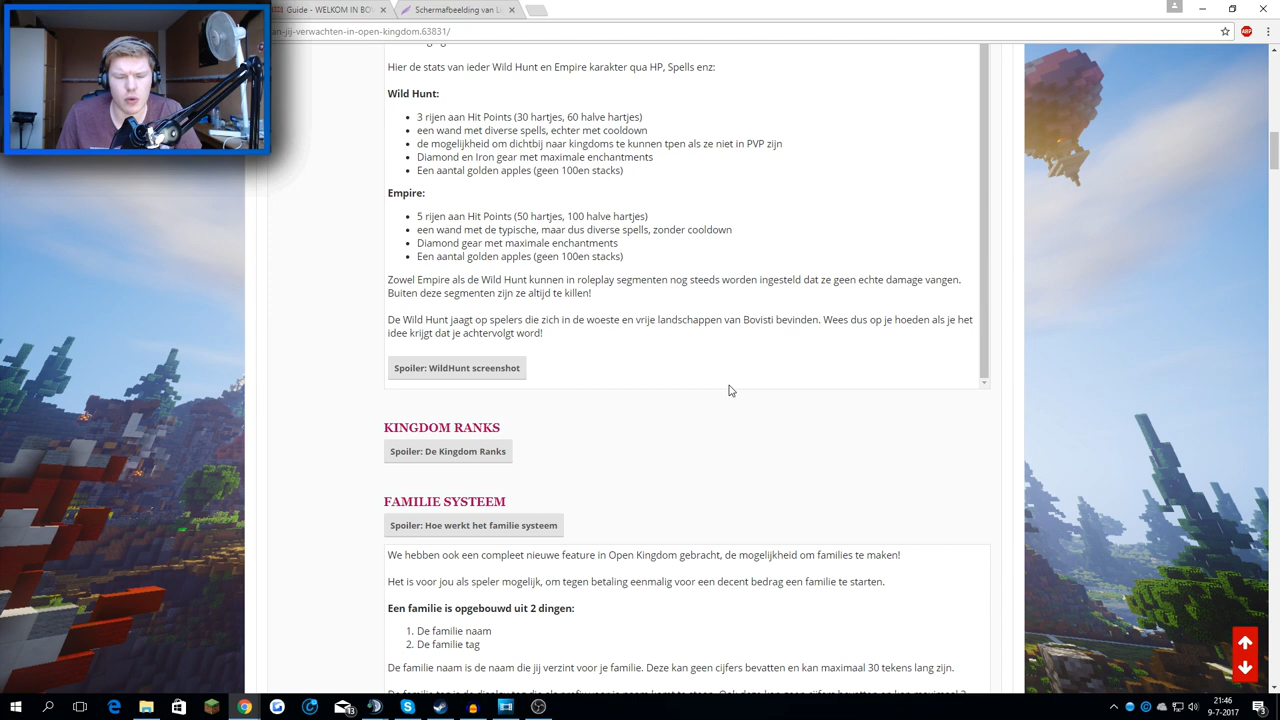 Guide - WELKOM IN BOV
Schermafbeelding van Li
an-jij-verwachten-in-open-kingdom.63831/
ABP
Hier de stats van ieder Wild Hunt en Empire karakter qua HP, Spells enz:
Wild Hunt:
3 rijen aan Hit Points (30 hartjes, 60 halve hartjes)
een wand met diverse spells, echter met cooldown
de mogelijkheid om dichtbij naar kingdoms te kunnen tpen als ze niet in PVP zijn
Diamond en Iron gear met maximale enchantments
Een aantal golden apples (geen 100en stacks)
Empire:
5 rijen aan Hit Points (50 hartjes, 100 halve hartjes)
een wand met de typische, maar dus diverse spells, zonder cooldown
Diamond gear met maximale enchantments
Een aantal golden apples (geen 100en stacks)
Zowel Empire als de Wild Hunt kunnen in roleplay segmenten nog steeds worden ingesteld dat ze geen echte damage vangen.
Buiten deze segmenten zijn ze altijd te killen!
De Wild Hunt jaagt op spelers die zich in de woeste en vrije landschappen van Bovisti bevinden. Wees dus op je hoeden als je het
idee krijgt dat je achtervolgt word!
Spoiler: WildHunt screenshot
KINGDOM RANKS
Spoiler: De Kingdom Ranks
FAMILIE SYSTEEM
Spoiler: Hoe werkt het familie systeem
We hebben ook een compleet nieuwe feature in Open Kingdom gebracht, de mogelijkheid om families te maken!
Het is voor jou als speler mogelijk, om tegen betaling eenmalig voor een decent bedrag een familie te starten.
Een familie is opgebouwd uit 2 dingen:
1. De familie naam
2. De familie tag
De familie naam is de naam die jij verzint voor je familie. Deze kan geen cijfers bevatten en kan maximaal 30 tekens lang zijn.
13
21:46
9-7-2017
3